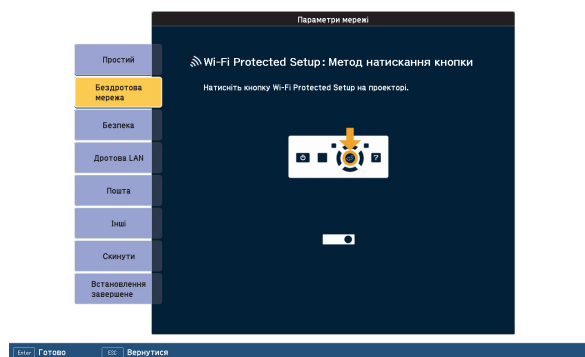 Параметри мережі
Простий
Бездротова
мережа
Безпека
Дротова LAN
Пошта
Інші
Скинути
Встановлення
завершене
Wi-Fi Protected Setup: Метод натискання кнопки
Натисніть кнопку Wi-Fi Protected Setup на проекторі.
?
Enter Готово
ESC Вернутися